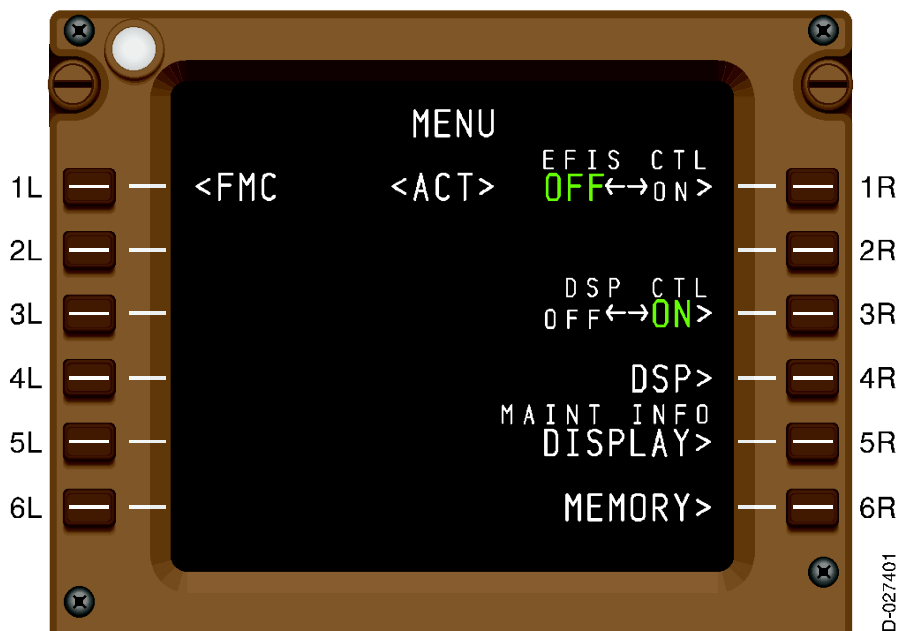 MENU
EFIS CTL
1L <FMC <ACT> OFF←→ON> 1R
2L 2R
DSP CTL
3L OFF←→ON> 3R
4L DSP> 4R
MAINT INFO
5L DISPLAY> 5R
6L MEMORY> 6R
D-027401